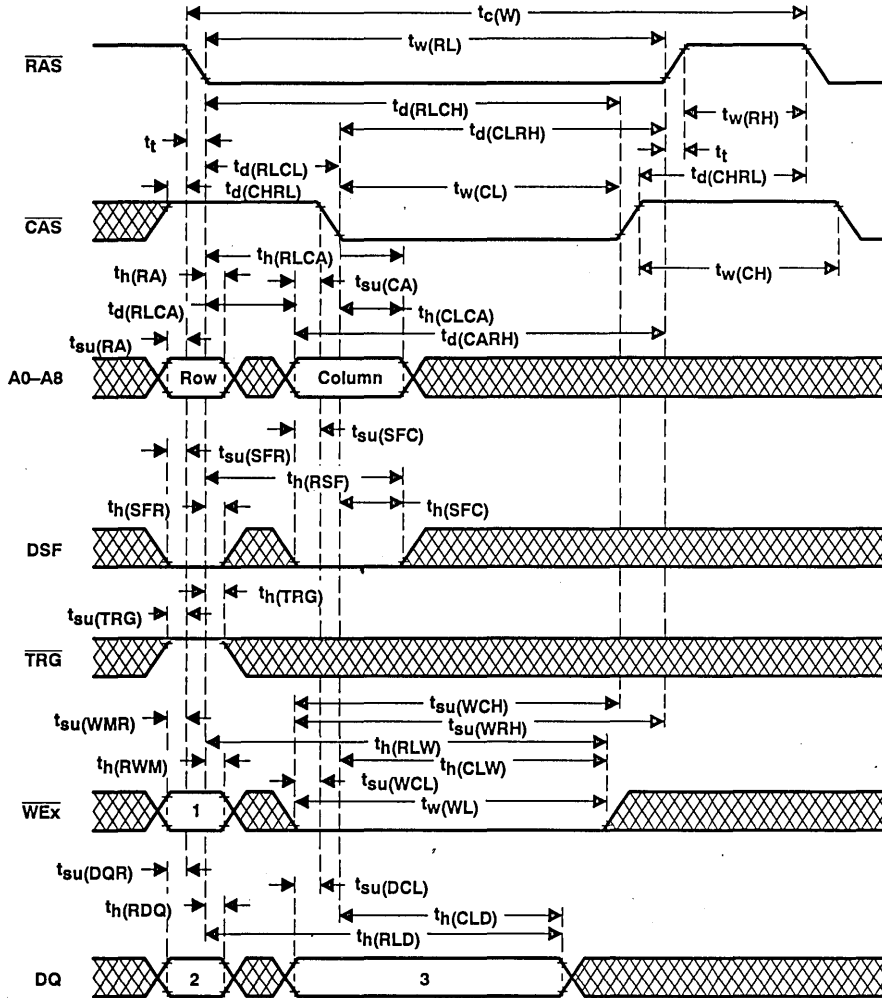 tc(W)
tw(RL)
RAS
td(RLCH)
tw(RH)
td(CLRH)
tt
tt
td(RLCL)
td(CHRL)
td(CHRL)
tw(CL)
CAS
th(RLCA)
th(RA)
tsu(CA)
tw(CH)
td(RLCA)
th(CLCA)
td(CARH)
tsu(RA)
A0–A8
Row
Column
tsu(SFC)
tsu(SFR)
th(RSF)
th(SFR)
th(SFC)
DSF
th(TRG)
tsu(TRG)
TRG
tsu(WCH)
tsu(WMR)
tsu(WRH)
th(RLW)
th(RWM)
th(CLW)
tsu(WCL)
tw(WL)
WEx
1
tsu(DQR)
tsu(DCL)
th(RDQ)
th(CLD)
th(RLD)
DQ
2
3